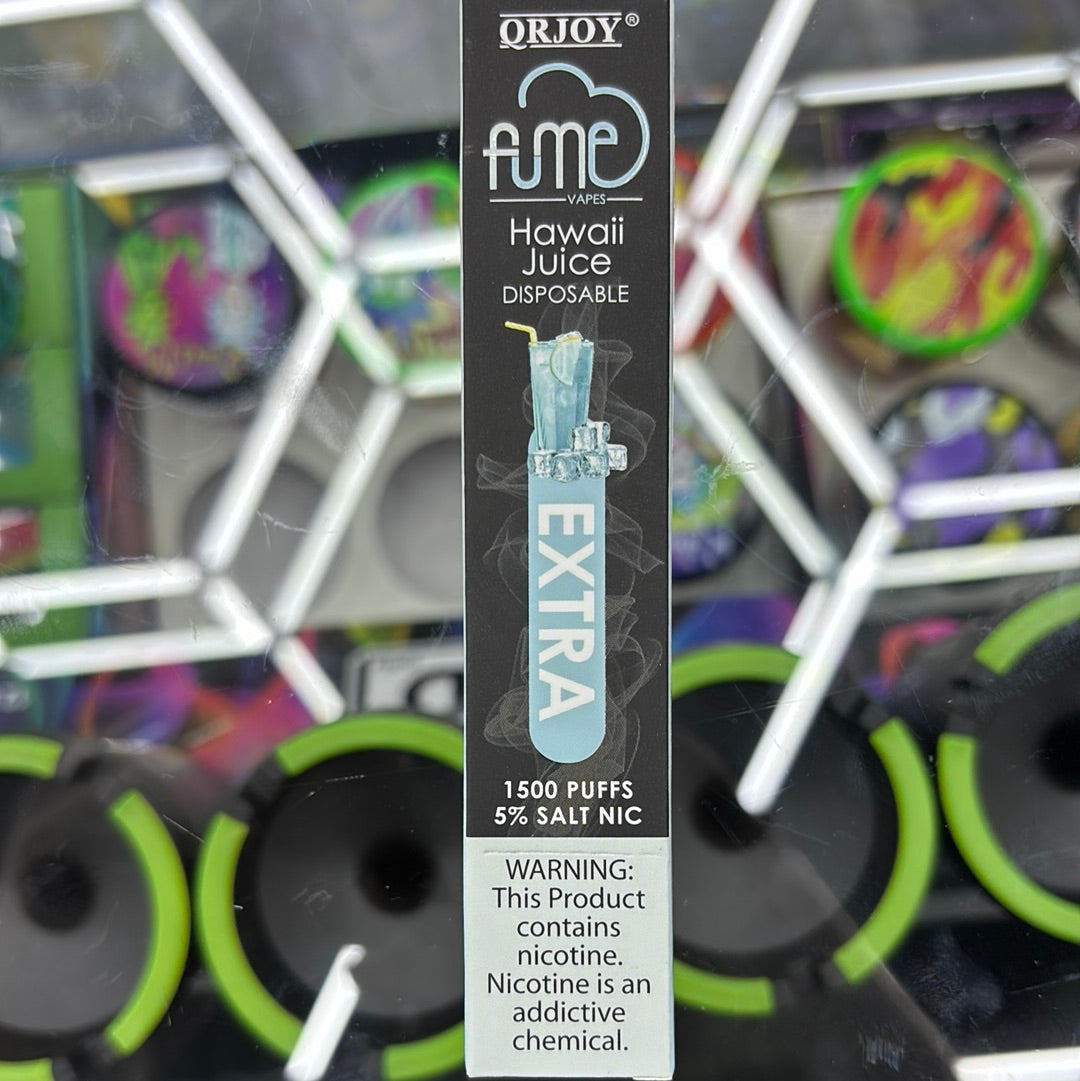 QRJOY®
fume
VAPES
Hawaii
Juice
DISPOSABLE
EXTRA
1500 PUFFS
5% SALT NIC
WARNING:
This Product
contains
nicotine.
Nicotine is an
addictive
chemical.